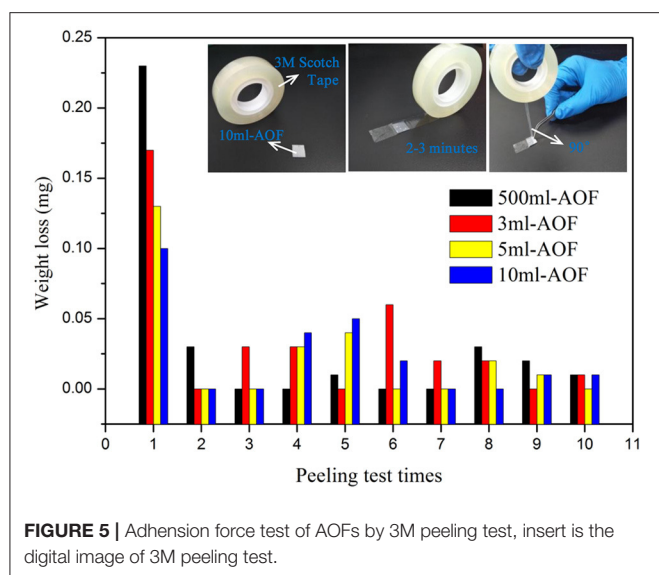 0.25
0.20
0.15
0.10
0.05
0.00
Weight loss (mg)
3M Scotch
Tape
10ml-AOF
2-3 minutes
90°
500ml-AOF
3ml-AOF
5ml-AOF
10ml-AOF
0 1 2 3 4 5 6 7 8 9 10 11
Peeling test times
FIGURE 5 | Adhension force test of AOFs by 3M peeling test, insert is the
digital image of 3M peeling test.